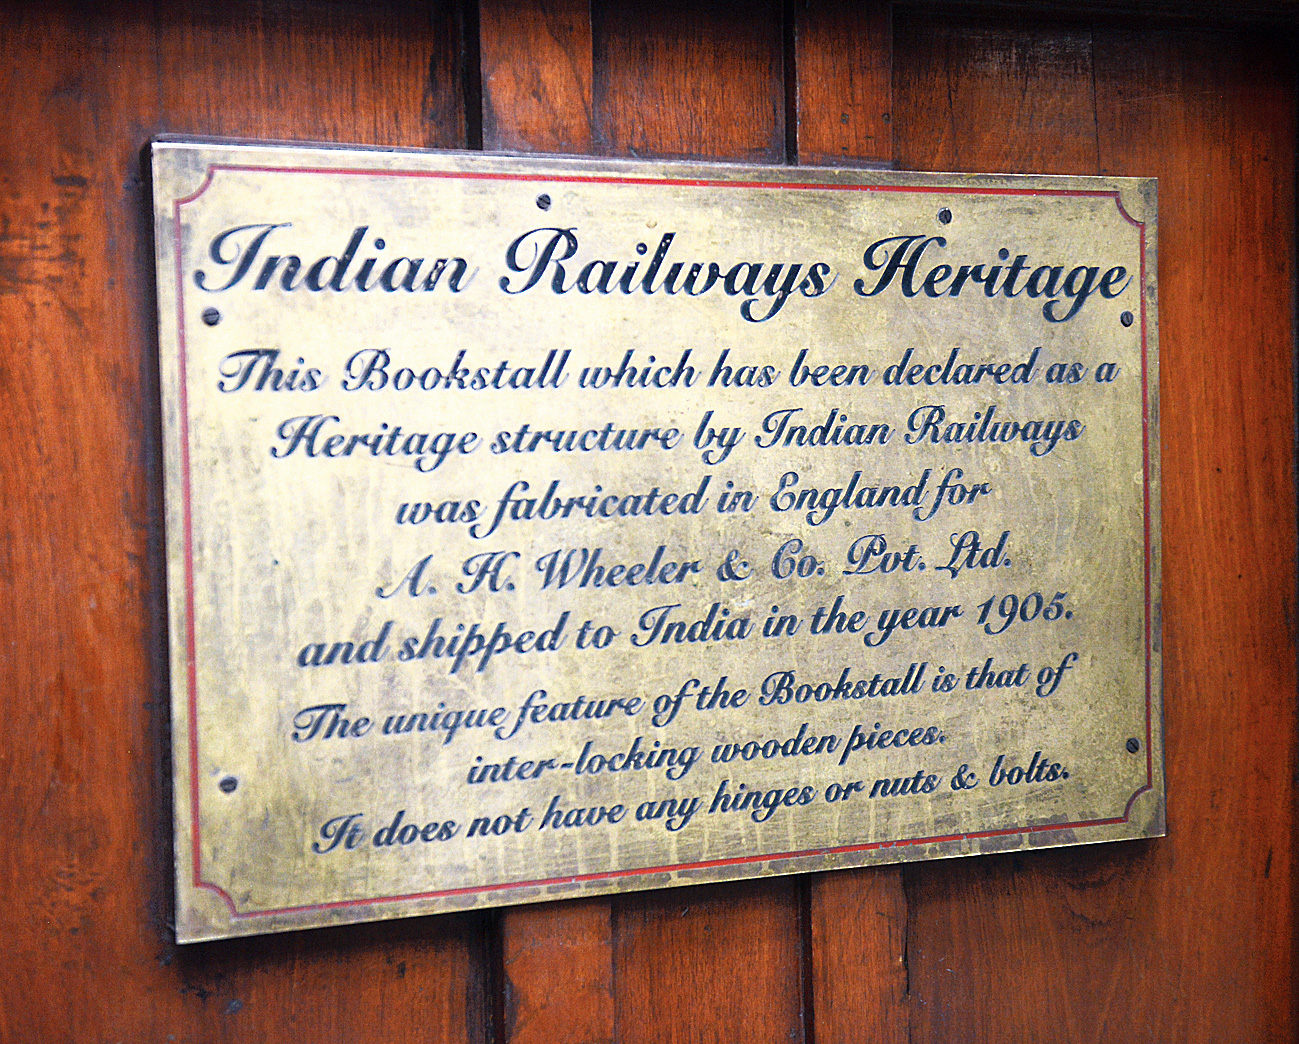 Indian Railways Heritage
This Bookstall which has been declared as a
Heritage structure by Indian Railways
was fabricated in England for
A. H. Wheeler & Co. Pvt. Ltd.
and shipped to India in the year 1905.
The unique feature of the Bookstall is that of
inter-locking wooden pieces.
It does not have any hinges or nuts & bolts.